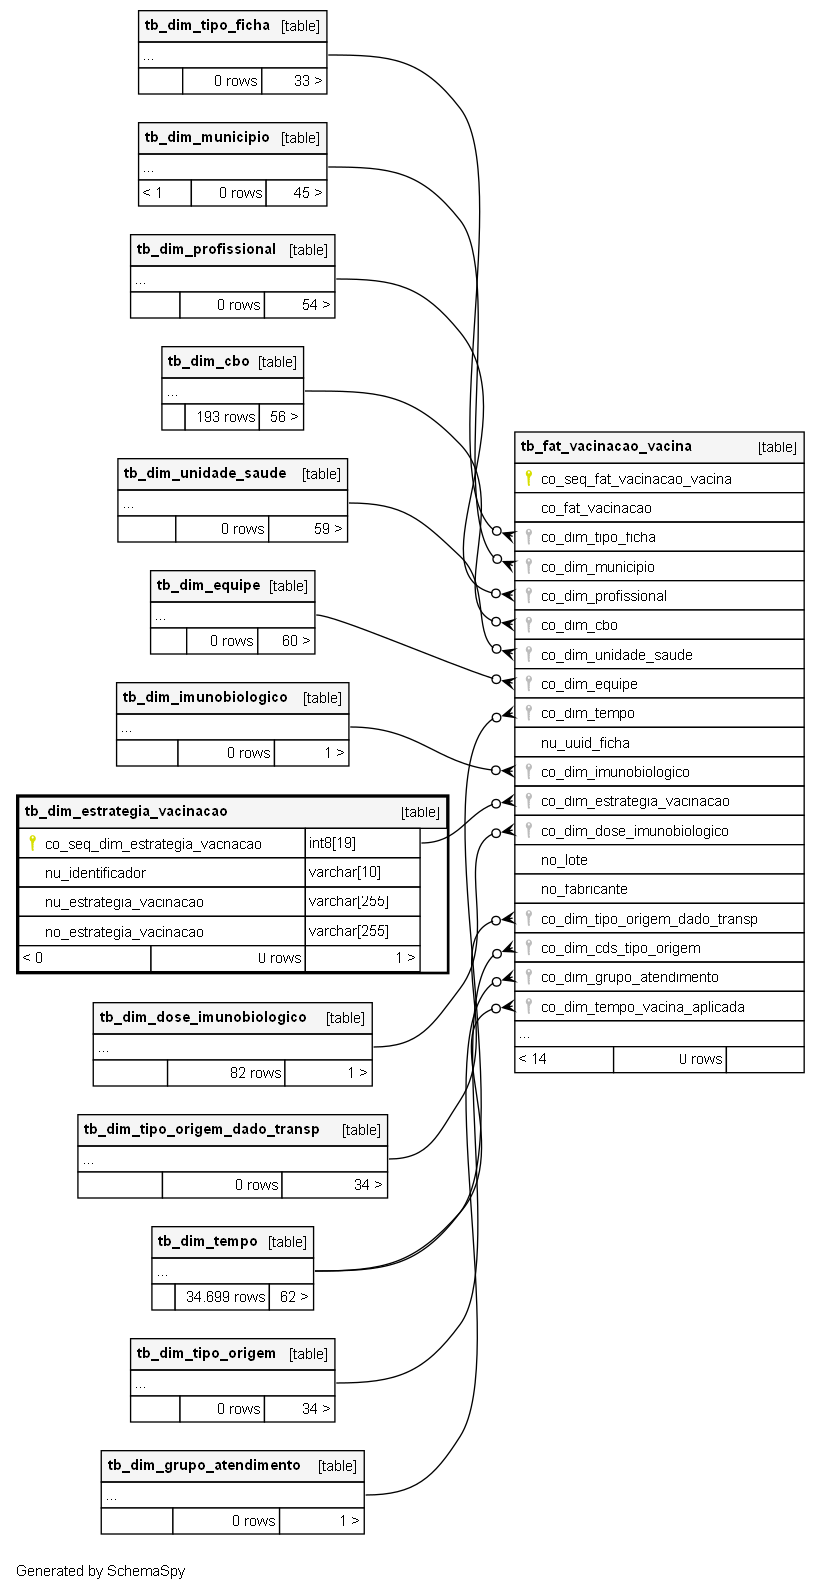 tb_dim_tipo_ficha [table]
...
0 rows 33 >
tb_dim_municipio [table]
...
< 1 0 rows 45 >
tb_dim_profissional [table]
...
0 rows 54 >
tb_dim_cbo [table]
...
193 rows 56 >
tb_dim_unidade_saude [table]
...
0 rows 59 >
tb_dim_equipe [table]
...
0 rows 60 >
tb_dim_imunobiologico [table]
...
0 rows 1 >
tb_dim_estrategia_vacinacao [table]
co_seq_dim_estrategia_vacnacao int8[19]
nu_identificador varchar[10]
nu_estrategia_vacinacao varchar[255]
no_estrategia_vacinacao varchar[255]
< 0 0 rows 1 >
tb_dim_dose_imunobiologico [table]
...
82 rows 1 >
tb_dim_tipo_origem_dado_transp [table]
...
0 rows 34 >
tb_dim_tempo [table]
...
34.699 rows 62 >
tb_dim_tipo_origem [table]
...
0 rows 34 >
tb_dim_grupo_atendimento [table]
...
0 rows 1 >
tb_fat_vacinacao_vacina [table]
co_seq_fat_vacinacao_vacina
co_fat_vacinacao
co_dim_tipo_ficha
co_dim_municipio
co_dim_profissional
co_dim_cbo
co_dim_unidade_saude
co_dim_equipe
co_dim_tempo
nu_uuid_ficha
co_dim_imunobiologico
co_dim_estrategia_vacinacao
co_dim_dose_imunobiologico
no_lote
no_fabricante
co_dim_tipo_origem_dado_transp
co_dim_cds_tipo_origem
co_dim_grupo_atendimento
co_dim_tempo_vacina_aplicada
...
< 14 0 rows
Generated by SchemaSpy